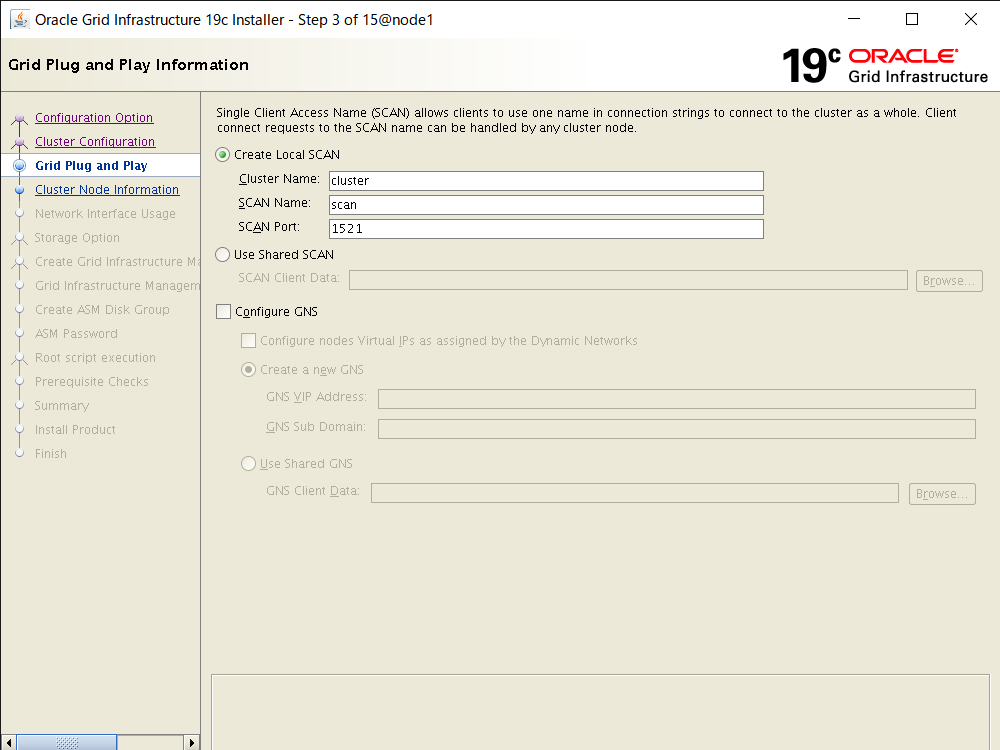 Oracle Grid Infrastructure 19c Installer - Step 3 of 15@node1
Grid Plug and Play Information
19c ORACLE
Grid Infrastructure
Configuration Option
Cluster Configuration
Grid Plug and Play
Cluster Node Information
Network Interface Usage
Storage Option
Create Grid Infrastructure Ma
Grid Infrastructure Managem
Create ASM Disk Group
ASM Password
Root script execution
Prerequisite Checks
Summary
Install Product
Finish
Single Client Access Name (SCAN) allows clients to use one name in connection strings to connect to the cluster as a whole. Client
connect requests to the SCAN name can be handled by any cluster node.
Create Local SCAN
Cluster Name: cluster
SCAN Name: scan
SCAN Port: 1521
Use Shared SCAN
SCAN Client Data: Browse...
Configure GNS
Configure nodes Virtual IPs as assigned by the Dynamic Networks
Create a new GNS
GNS VIP Address:
GNS Sub Domain:
Use Shared GNS
GNS Client Data: Browse...